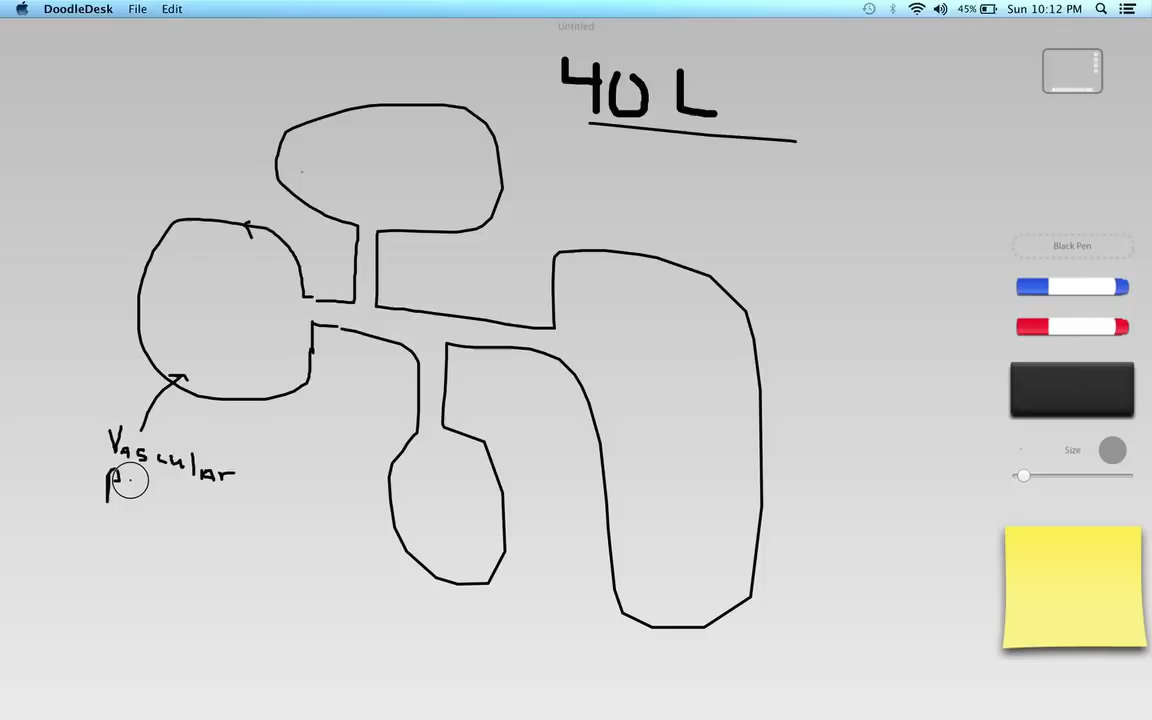 DoodleDesk File Edit 45% Sun 10:12 PM
Untitled
40 L
Black Pen
Vascular
P
Size